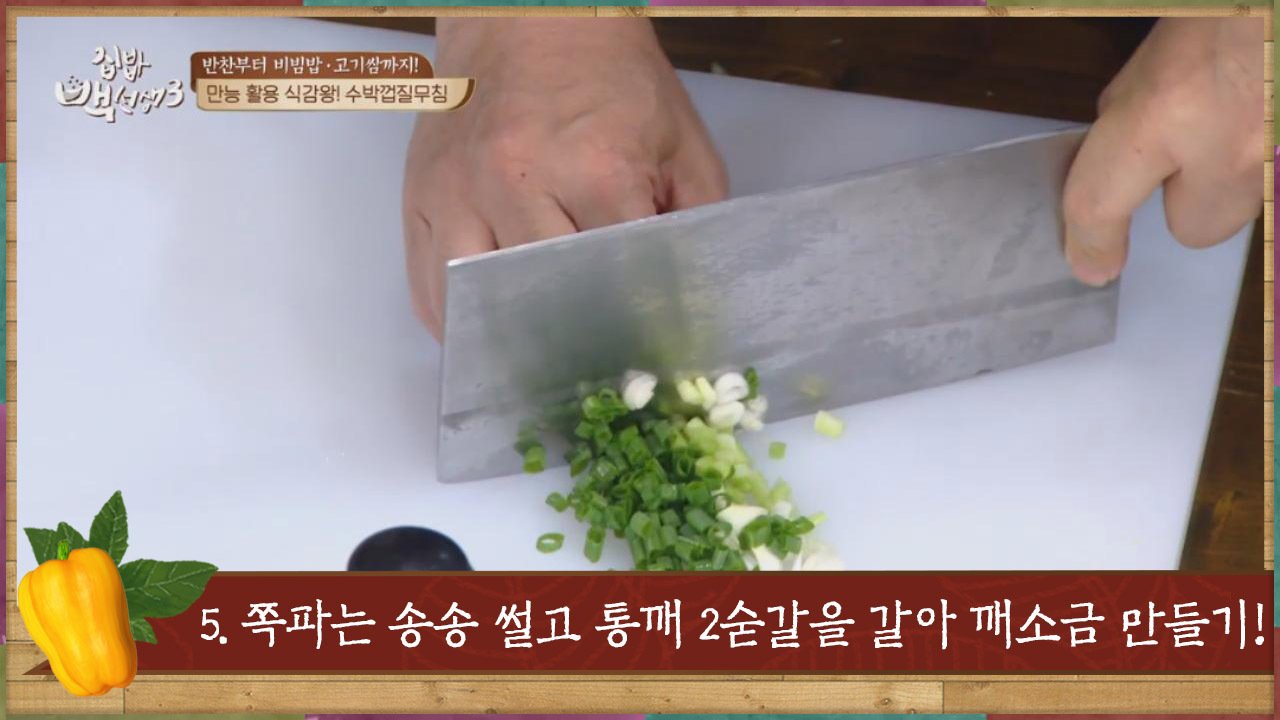 집밥
백선생3
반찬부터 비빔밥·고기쌈까지!
만능 활용 식감왕! 수박껍질무침
5. 쪽파는 송송 썰고 통깨 2숟갈을 갈아 깨소금 만들기!